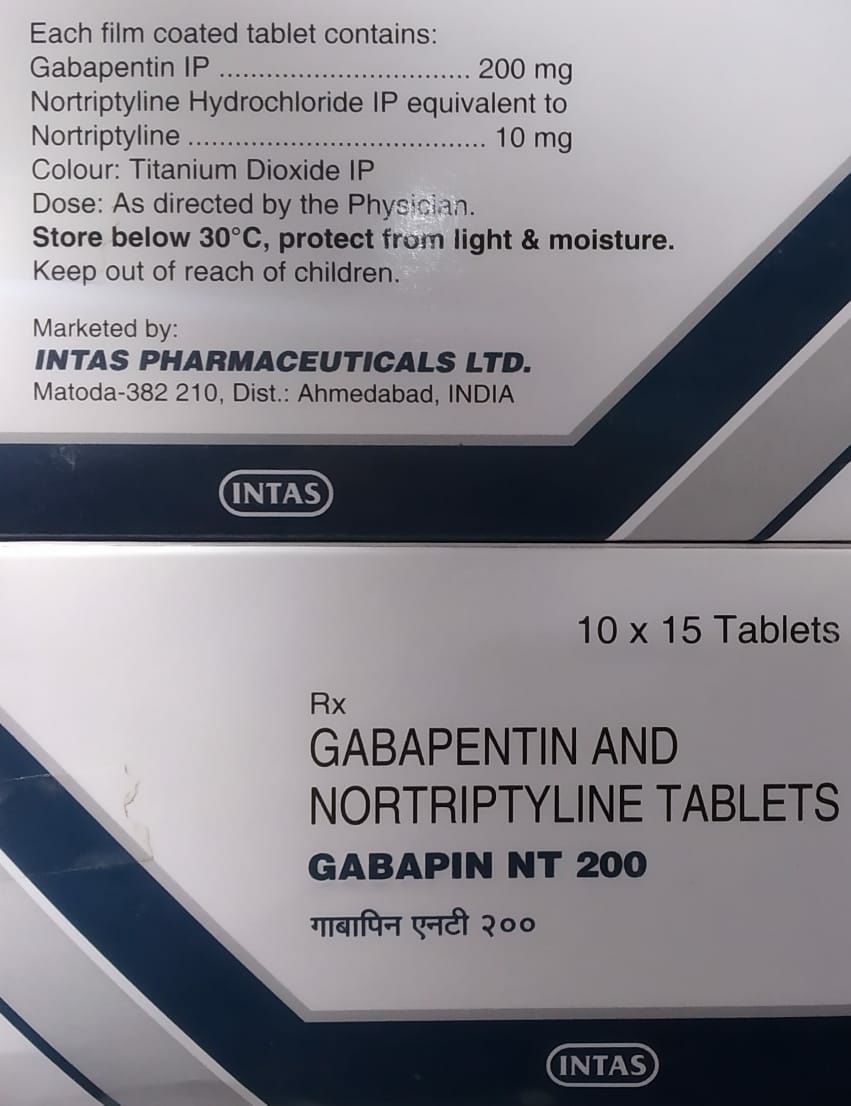 Each film coated tablet contains:
Gabapentin IP ................................ 200 mg
Nortriptyline Hydrochloride IP equivalent to
Nortriptyline ...................................... 10 mg
Colour: Titanium Dioxide IP
Dose: As directed by the Physician.
Store below 30°C, protect from light & moisture.
Keep out of reach of children.
Marketed by:
INTAS PHARMACEUTICALS LTD.
Matoda-382 210, Dist.: Ahmedabad, INDIA
INTAS
10 x 15 Tablets
Rx
GABAPENTIN AND
NORTRIPTYLINE TABLETS
GABAPIN NT 200
गाबापिन एनटी २००
INTAS